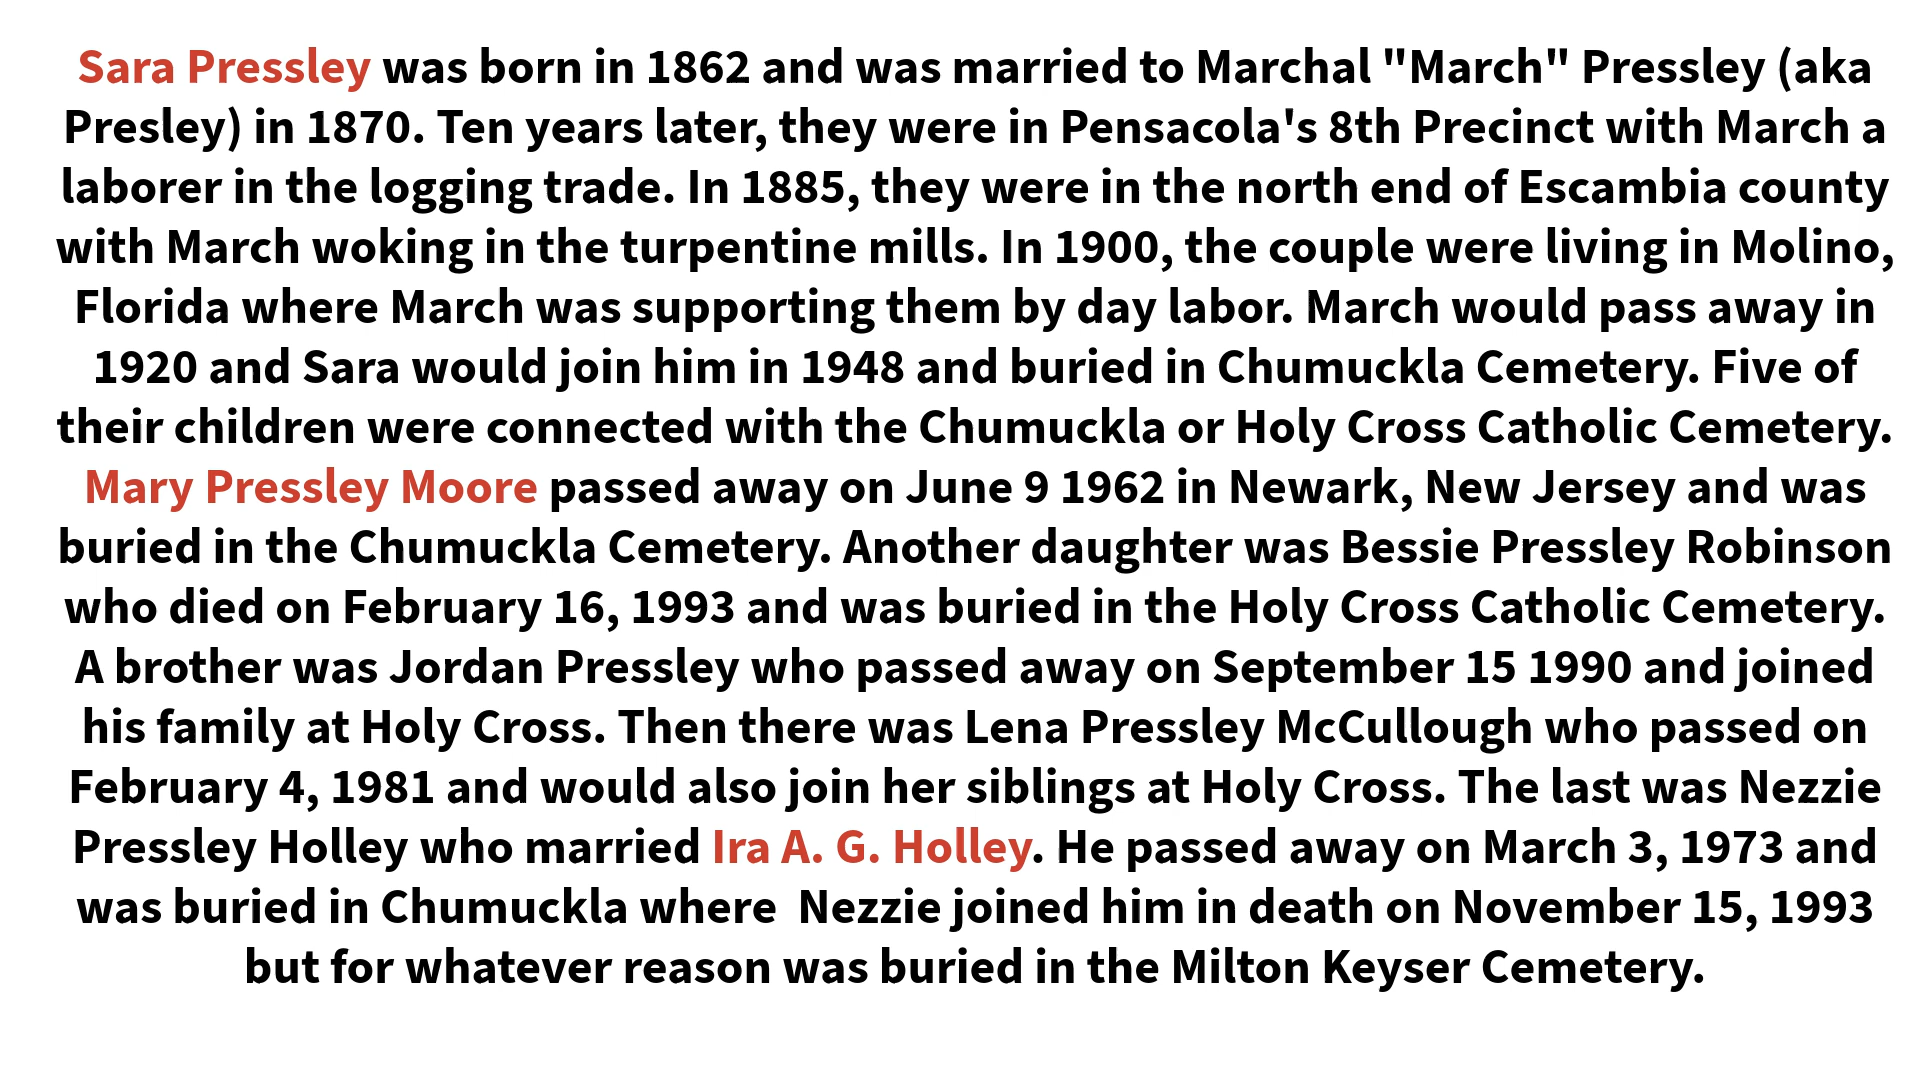 Sara Pressley was born in 1862 and was married to Marchal "March" Pressley (aka
Presley) in 1870. Ten years later, they were in Pensacola's 8th Precinct with March a
laborer in the logging trade. In 1885, they were in the north end of Escambia county
with March woking in the turpentine mills. In 1900, the couple were living in Molino,
Florida where March was supporting them by day labor. March would pass away in
1920 and Sara would join him in 1948 and buried in Chumuckla Cemetery. Five of
their children were connected with the Chumuckla or Holy Cross Catholic Cemetery.
Mary Pressley Moore passed away on June 9 1962 in Newark, New Jersey and was
buried in the Chumuckla Cemetery. Another daughter was Bessie Pressley Robinson
who died on February 16, 1993 and was buried in the Holy Cross Catholic Cemetery.
A brother was Jordan Pressley who passed away on September 15 1990 and joined
his family at Holy Cross. Then there was Lena Pressley McCullough who passed on
February 4, 1981 and would also join her siblings at Holy Cross. The last was Nezzie
Pressley Holley who married Ira A. G. Holley. He passed away on March 3, 1973 and
was buried in Chumuckla where  Nezzie joined him in death on November 15, 1993
but for whatever reason was buried in the Milton Keyser Cemetery.